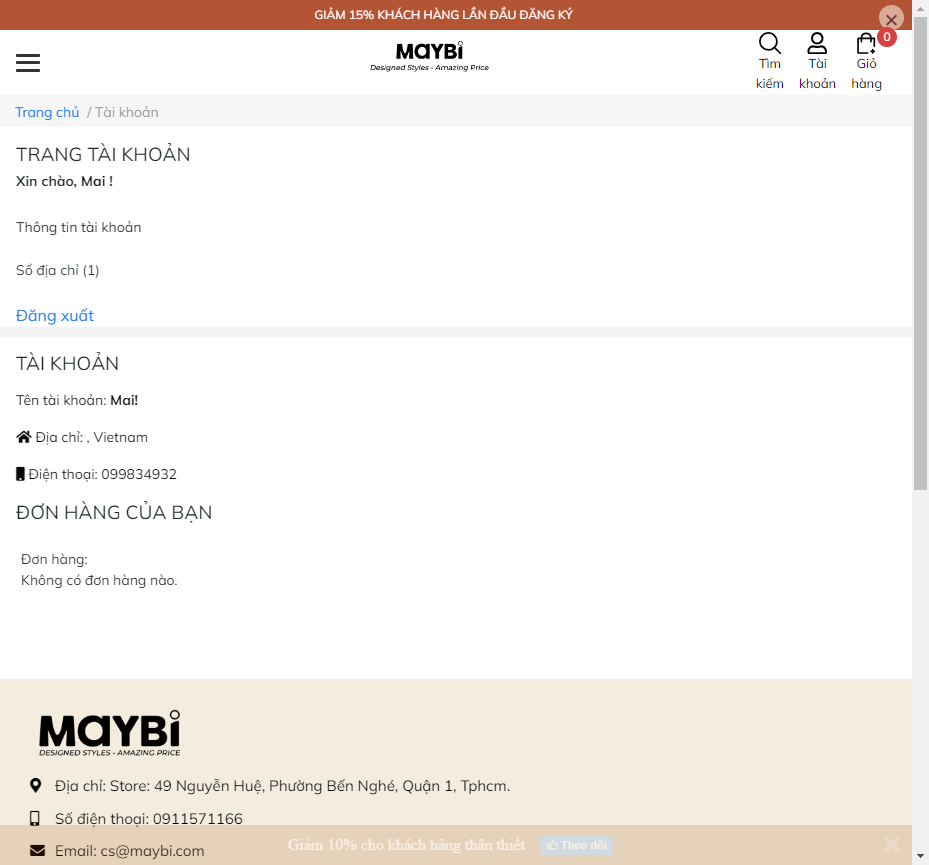 GIẢM 15% KHÁCH HÀNG LẦN ĐẦU ĐĂNG KÝ
MAYBI
Designed Styles - Amazing Price
Tìm kiếm
Tài khoản
Giỏ hàng
0
Trang chủ / Tài khoản
TRANG TÀI KHOẢN
Xin chào, Mai !
Thông tin tài khoản
Sổ địa chỉ (1)
Đăng xuất
TÀI KHOẢN
Tên tài khoản: Mai!
Địa chỉ: , Vietnam
Điện thoại: 099834932
ĐƠN HÀNG CỦA BẠN
Đơn hàng:
Không có đơn hàng nào.
MAYBI
DESIGNED STYLES - AMAZING PRICE
Địa chỉ: Store: 49 Nguyễn Huệ, Phường Bến Nghé, Quận 1, Tphcm.
Số điện thoại: 0911571166
Giảm 10% cho khách hàng thân thiết
Theo dõi
Email: cs@maybi.com